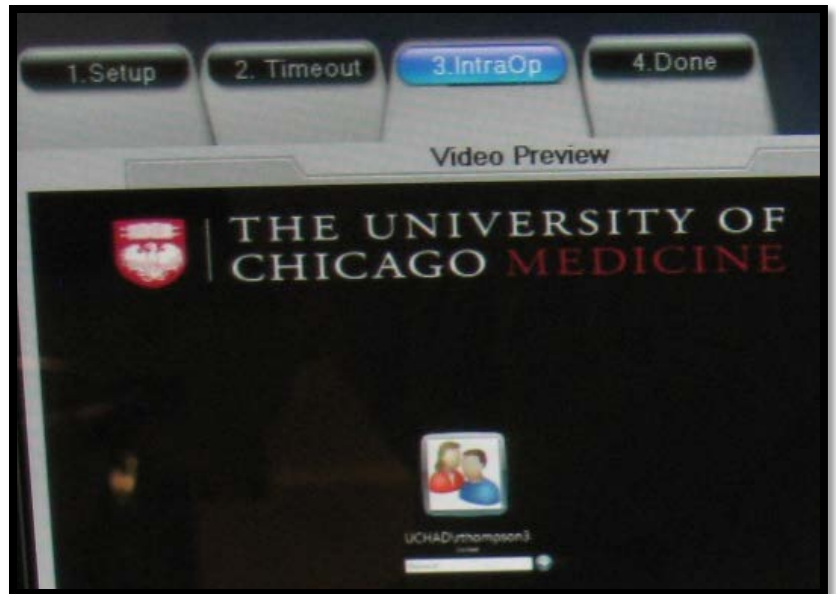 1.Setup
2. Timeout
3.IntraOp
4.Done
Video Preview
THE UNIVERSITY OF
CHICAGO MEDICINE
UCHAD\rthompson3